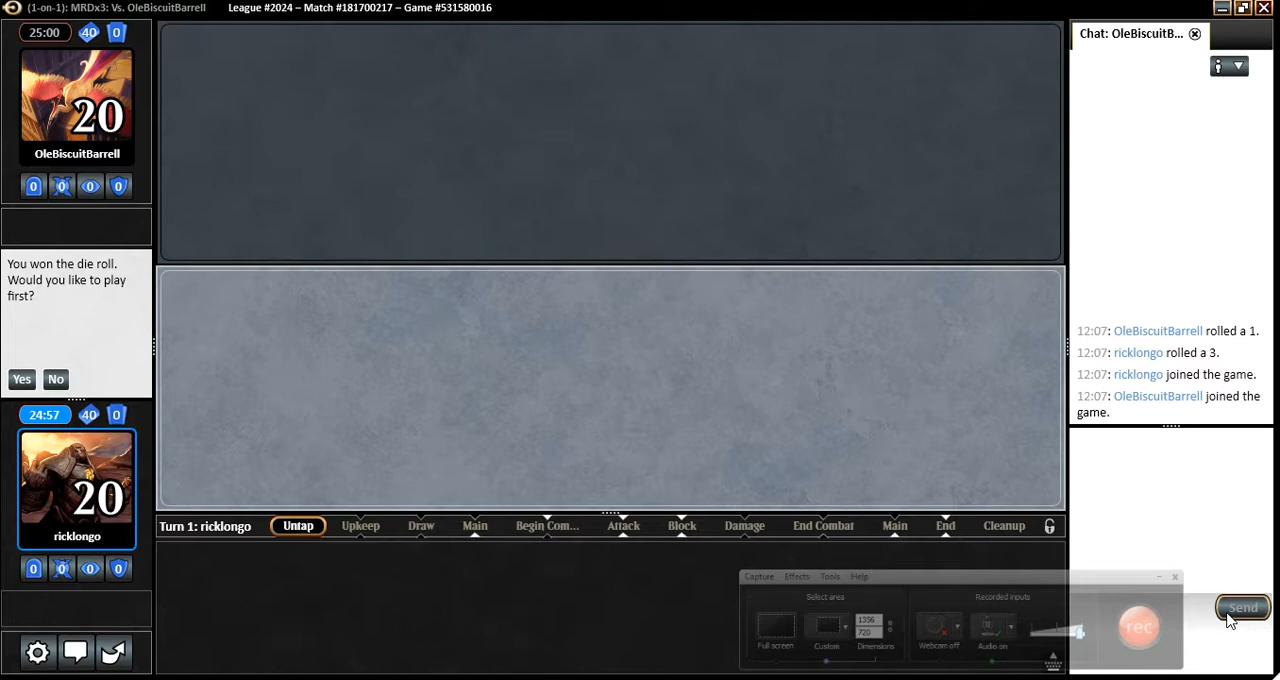 (1-on-1): MRDx3: Vs. OleBiscuitBarrell
League #2024 – Match #181700217 – Game #531580016
25:00 40 0
20
OleBiscuitBarrell
0 0 0 0
You won the die roll.
Would you like to play
first?
Yes No
24:57 40 0
20
ricklongo
0 0 0 0
Turn 1: ricklongo Untap Upkeep Draw Main Begin Com... Attack Block Damage End Combat Main End Cleanup
Chat: OleBiscuitB...
12:07: OleBiscuitBarrell rolled a 1.
12:07: ricklongo rolled a 3.
12:07: ricklongo joined the game.
12:07: OleBiscuitBarrell joined the
game.
Send
Capture Effects Tools Help
Select area Recorded inputs
1356
720
rec
Full screen Custom Dimensions Webcam off Audio on